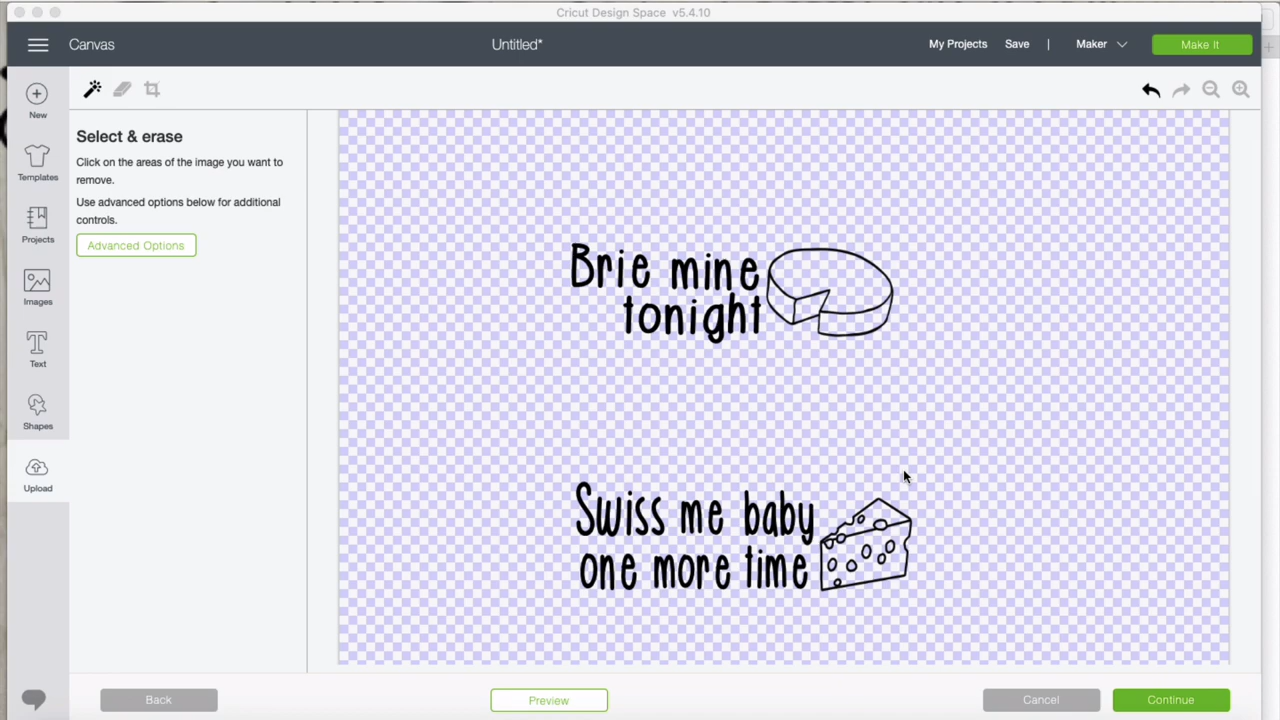 Cricut Design Space v5.4.10
Canvas
Untitled*
My Projects
Save
|
Maker
Make It
New
Templates
Projects
Images
Text
Shapes
Upload
Select & erase
Click on the areas of the image you want to
remove.
Use advanced options below for additional
controls.
Advanced Options
Brie mine
tonight
Swiss me baby
one more time
Back
Preview
Cancel
Continue